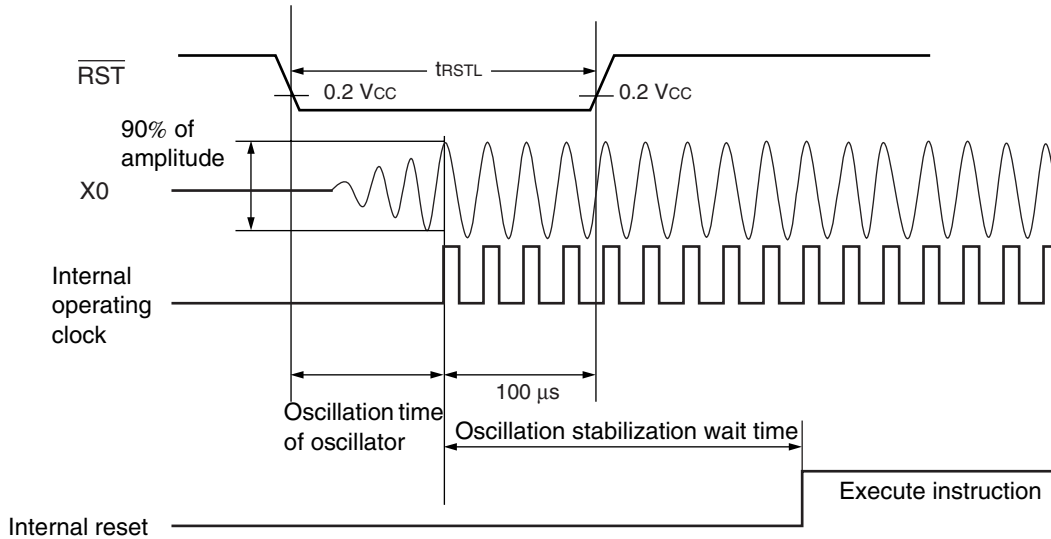 RST
tRSTL
0.2 VCC
0.2 VCC
90% of
amplitude
X0
Internal
operating
clock
100 μs
Oscillation time
of oscillator
Oscillation stabilization wait time
Execute instruction
Internal reset